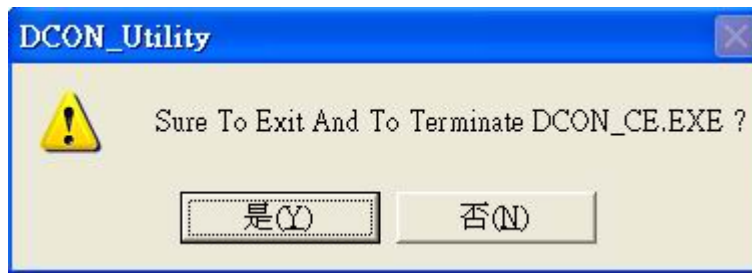 DCON_Utility
Sure To Exit And To Terminate DCON_CE.EXE ?
是(Y)
否(N)